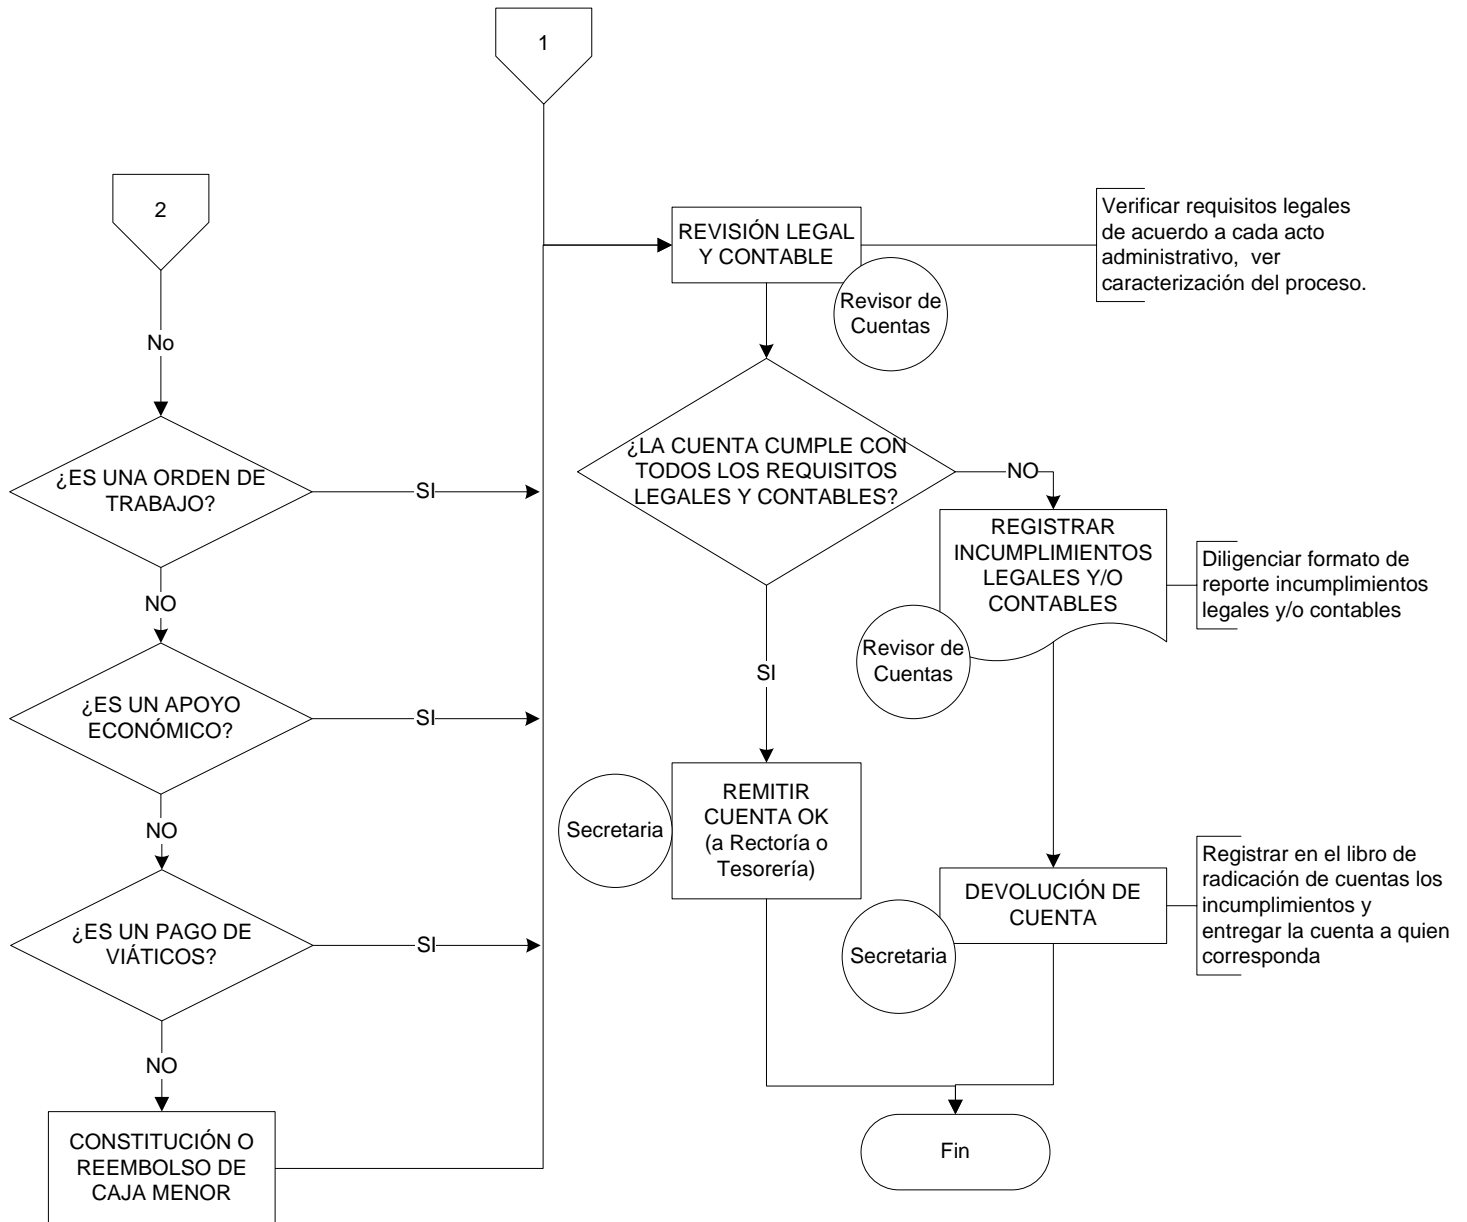 1
2
No
¿ES UNA ORDEN DE
TRABAJO?
SI
NO
¿ES UN APOYO
ECONÓMICO?
SI
NO
¿ES UN PAGO DE
VIÁTICOS?
SI
NO
CONSTITUCIÓN O
REEMBOLSO DE
CAJA MENOR
REVISIÓN LEGAL
Y CONTABLE
Revisor de
Cuentas
Verificar requisitos legales
de acuerdo a cada acto
administrativo, ver
caracterización del proceso.
¿LA CUENTA CUMPLE CON
TODOS LOS REQUISITOS
LEGALES Y CONTABLES?
NO
SI
REGISTRAR
INCUMPLIMIENTOS
LEGALES Y/O
CONTABLES
Revisor de
Cuentas
Diligenciar formato de
reporte incumplimientos
legales y/o contables
REMITIR
CUENTA OK
(a Rectoría o
Tesorería)
Secretaria
DEVOLUCIÓN DE
CUENTA
Secretaria
Registrar en el libro de
radicación de cuentas los
incumplimientos y
entregar la cuenta a quien
corresponda
Fin